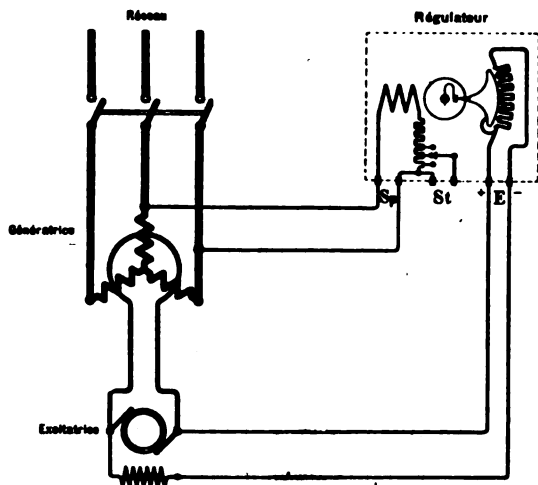 Réseau
Régulateur
Sp St + E -
Génératrice
Excitatrice